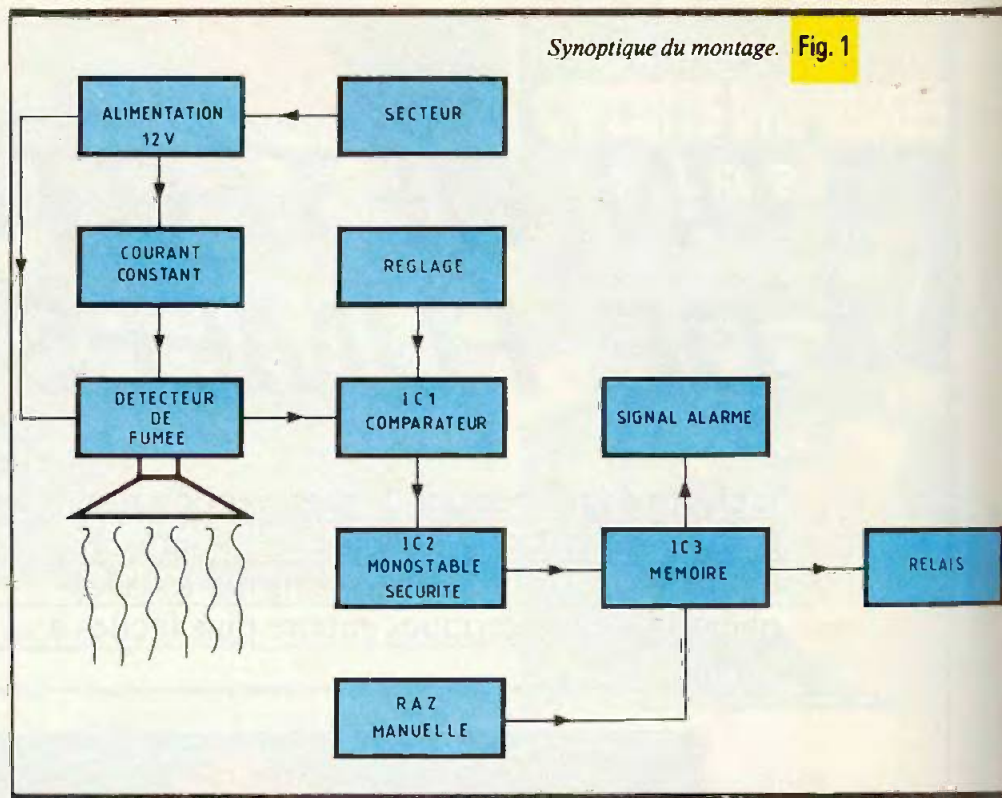 Synoptique du montage. Fig. 1
ALIMENTATION
12 V
SECTEUR
COURANT
CONSTANT
REGLAGE
DETECTEUR
DE
FUMEE
IC1
COMPARATEUR
SIGNAL ALARME
IC2
MONOSTABLE
SECURITE
IC3
MEMOIRE
RELAIS
RAZ
MANUELLE